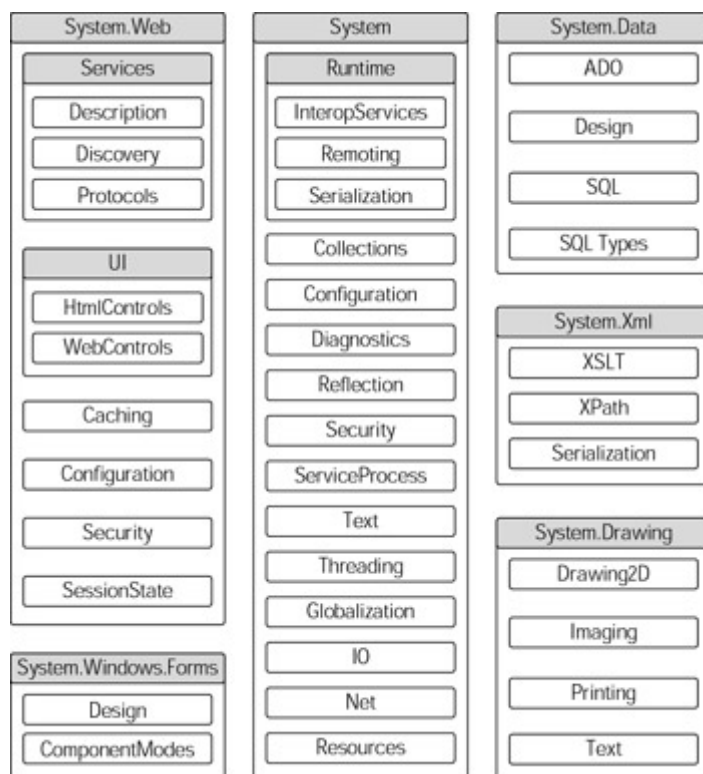 System.Web
Services
Description
Discovery
Protocols
UI
HtmlControls
WebControls
Caching
Configuration
Security
SessionState
System.Windows.Forms
Design
ComponentModes
System
Runtime
InteropServices
Remoting
Serialization
Collections
Configuration
Diagnostics
Reflection
Security
ServiceProcess
Text
Threading
Globalization
IO
Net
Resources
System.Data
ADO
Design
SQL
SQL Types
System.Xml
XSLT
XPath
Serialization
System.Drawing
Drawing2D
Imaging
Printing
Text